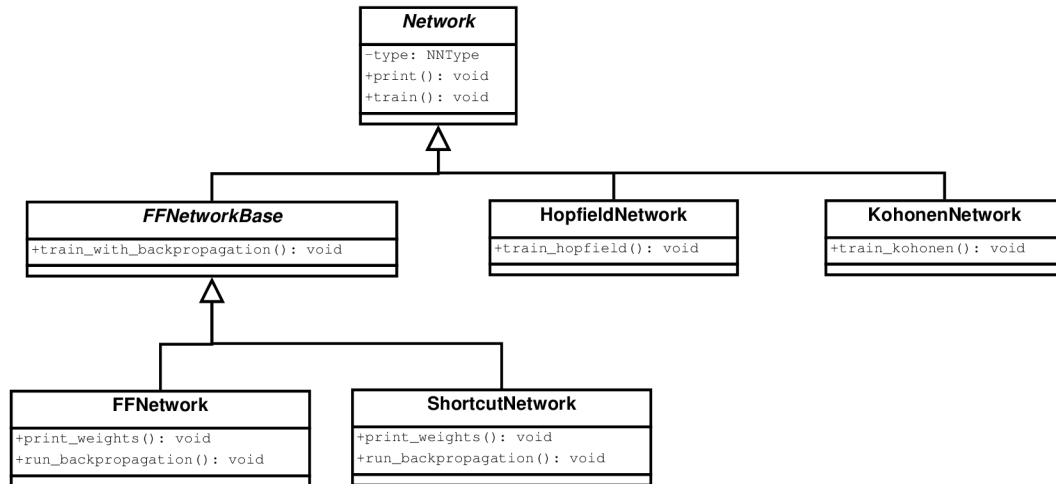 Network
-type: NNType
+print(): void
+train(): void
FFNetworkBase
+train_with_backpropagation(): void
HopfieldNetwork
+train_hopfield(): void
KohonenNetwork
+train_kohonen(): void
FFNetwork
+print_weights(): void
+run_backpropagation(): void
ShortcutNetwork
+print_weights(): void
+run_backpropagation(): void